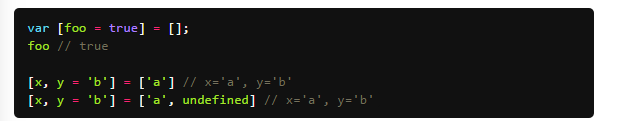 var [foo = true] = [];
foo // true

[x, y = 'b'] = ['a'] // x='a', y='b'
[x, y = 'b'] = ['a', undefined] // x='a', y='b'